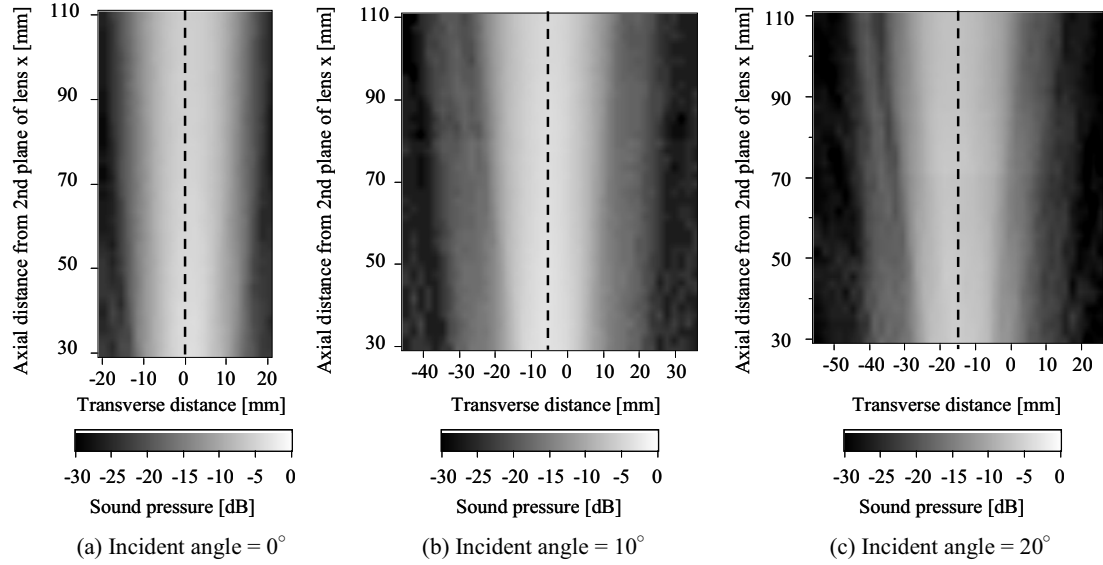 Axial distance from 2nd plane of lens x [mm]
110
90
70
50
30
-20 -10 0 10 20
Transverse distance [mm]
-30 -25 -20 -15 -10 -5 0
Sound pressure [dB]
(a) Incident angle = 0°
Axial distance from 2nd plane of lens x [mm]
110
90
70
50
30
-40 -30 -20 -10 0 10 20 30
Transverse distance [mm]
-30 -25 -20 -15 -10 -5 0
Sound pressure [dB]
(b) Incident angle = 10°
Axial distance from 2nd plane of lens x [mm]
110
90
70
50
30
-50 -40 -30 -20 -10 0 10 20
Transverse distance [mm]
-30 -25 -20 -15 -10 -5 0
Sound pressure [dB]
(c) Incident angle = 20°